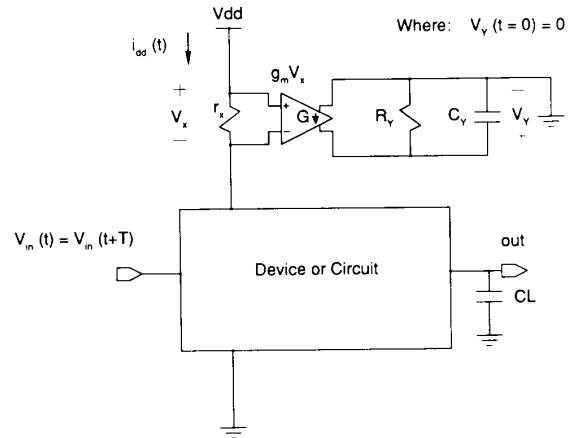 Vdd
Where: V_Y (t = 0) = 0
i_dd (t)
g_m V_x
+
V_x
−
r_x
+
−
G
R_Y
C_Y
−
V_Y
V_in (t) = V_in (t+T)
out
Device or Circuit
CL